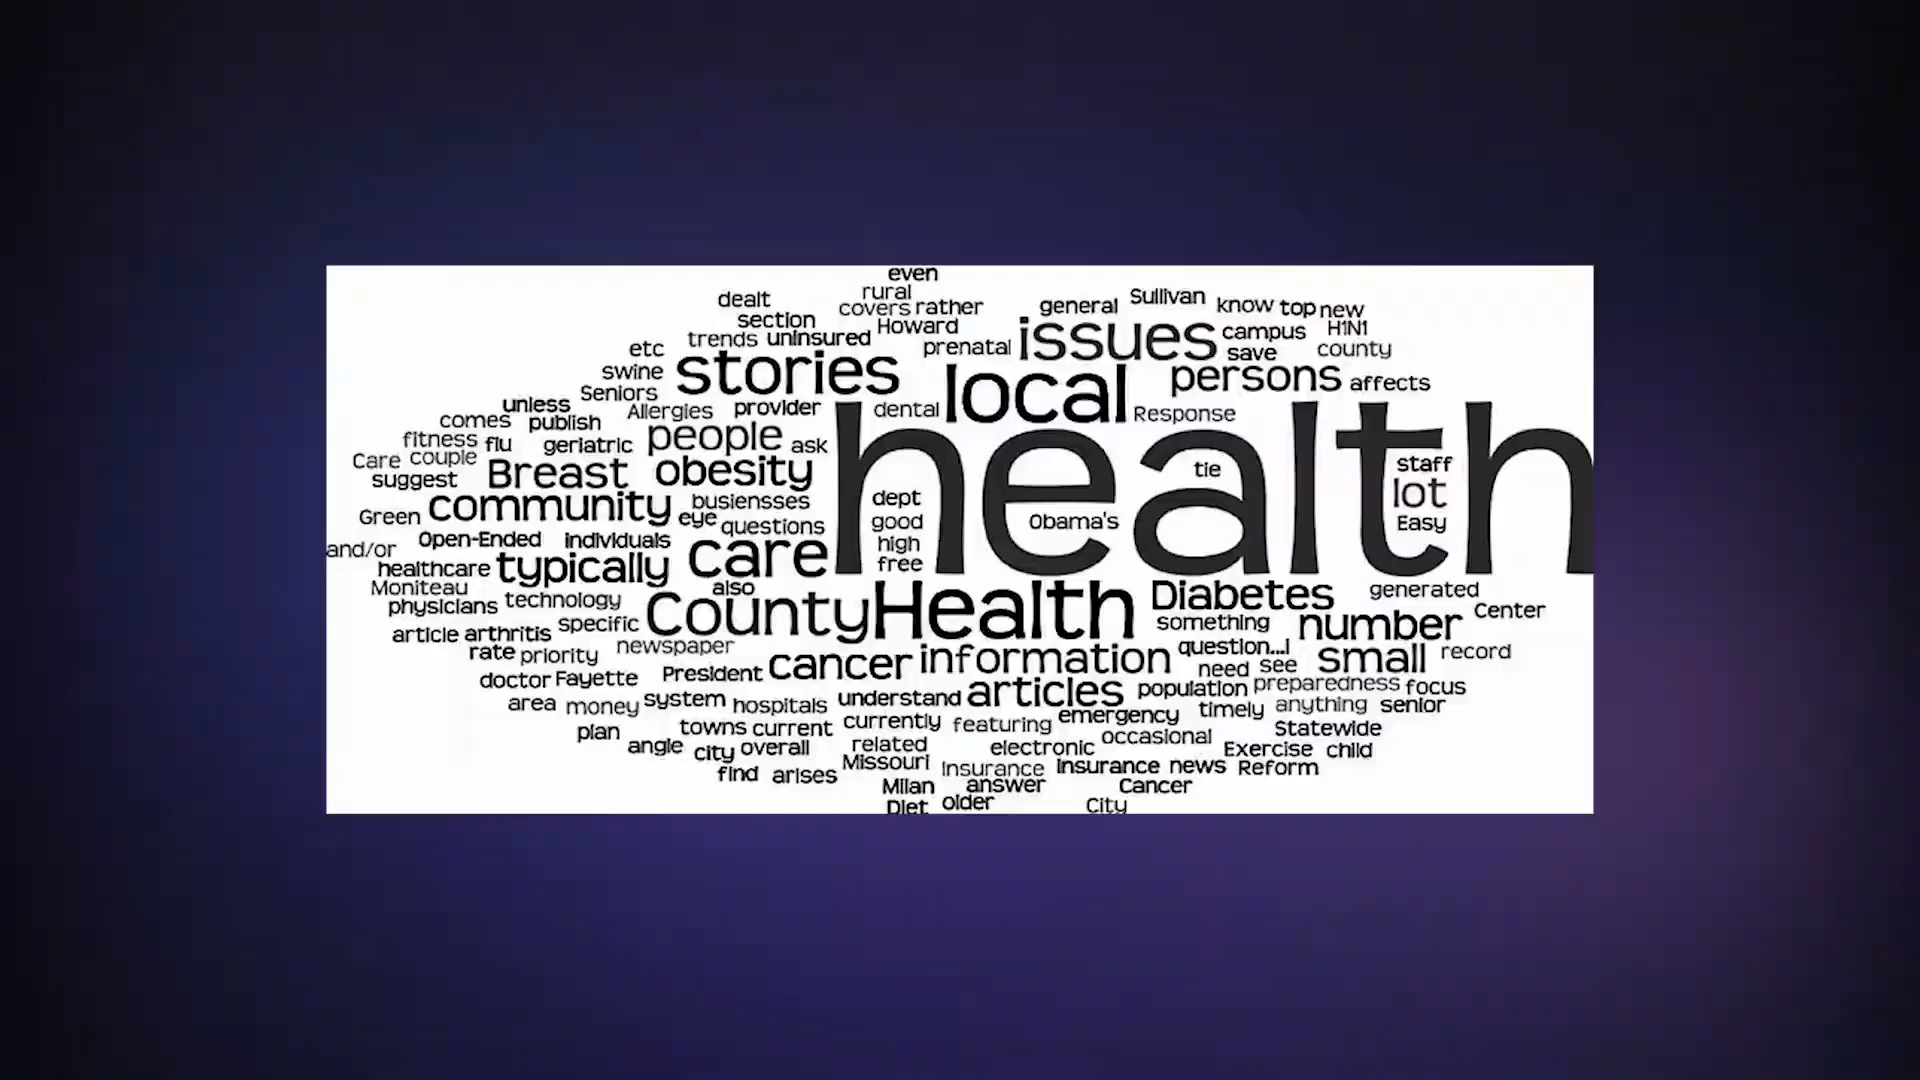 even
dealt rural
covers rather general Sullivan know top new
section Howard issues campus H1N1
trends uninsured prenatal save county
etc stories local persons affects
swine
Seniors
unless Allergies provider dental Response
comes publish people ask health
fitness flu geriatric
Care couple Breast obesity tie staff
suggest lot
community busiensses dept
Green eye questions good Obama's Easy
Open-Ended individuals care high
and/or typically free
healthcare also
Moniteau technology County Health Diabetes generated
physicians specific something number Center
article arthritis newspaper information question...I small record
rate priority President cancer need see
doctor Fayette articles population preparedness focus
area money system hospitals understand timely anything senior
plan towns current currently featuring emergency Statewide
angle city overall related electronic occasional Exercise child
find arises Missouri Insurance insurance news Reform
Milan answer Cancer
Diet older City